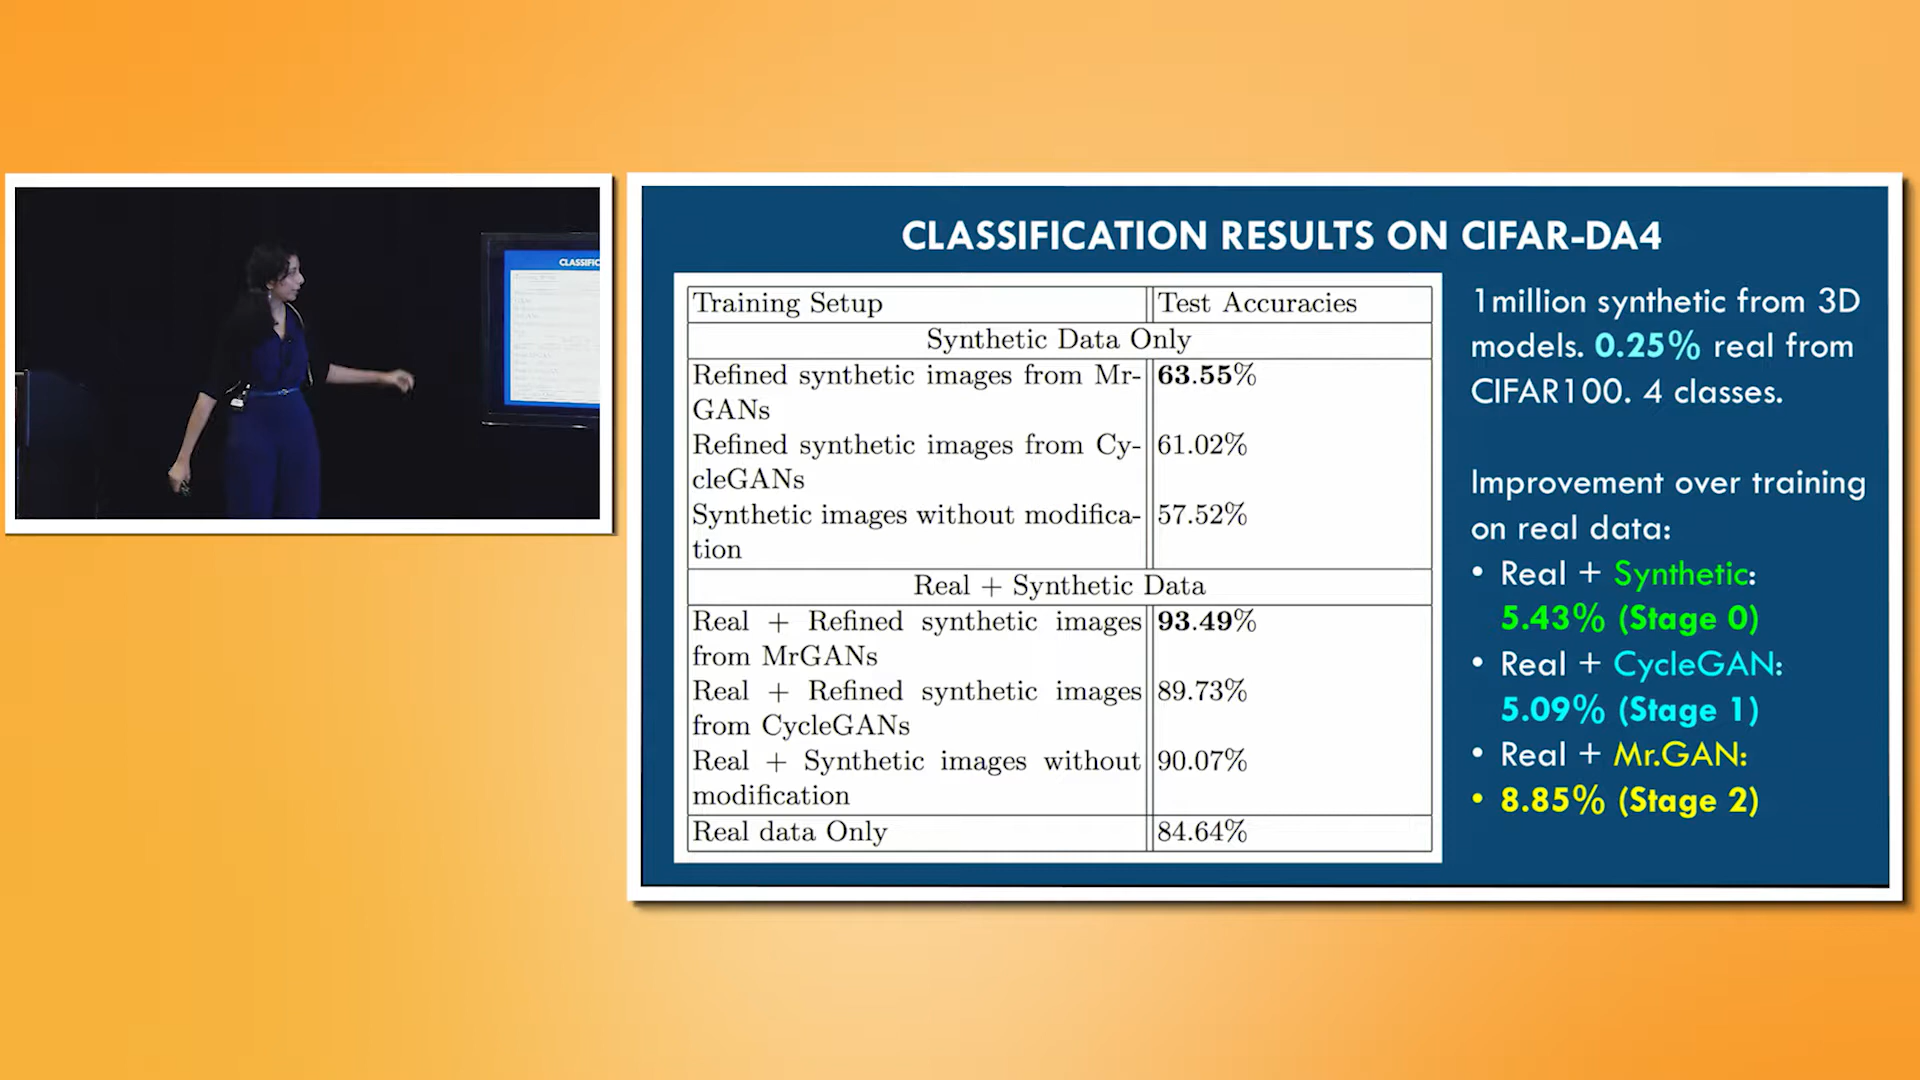 CLASSIFIC
CLASSIFICATION RESULTS ON CIFAR-DA4
Training Setup Test Accuracies
Synthetic Data Only
Refined synthetic images from Mr- 63.55%
GANs
Refined synthetic images from Cy- 61.02%
cleGANs
Synthetic images without modifica- 57.52%
tion
Real + Synthetic Data
Real + Refined synthetic images 93.49%
from MrGANs
Real + Refined synthetic images 89.73%
from CycleGANs
Real + Synthetic images without 90.07%
modification
Real data Only 84.64%
1million synthetic from 3D
models. 0.25% real from
CIFAR100. 4 classes.
Improvement over training
on real data:
• Real + Synthetic:
5.43% (Stage 0)
• Real + CycleGAN:
5.09% (Stage 1)
• Real + Mr.GAN:
• 8.85% (Stage 2)